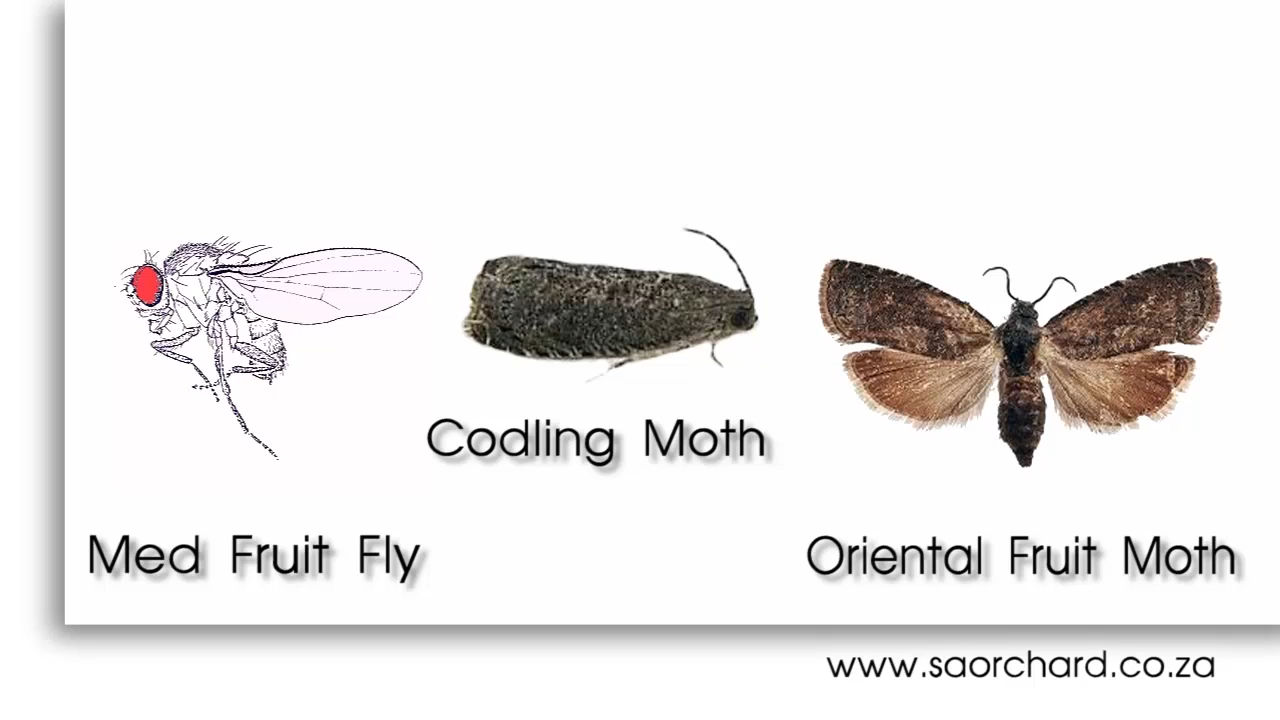 Codling Moth
Med Fruit Fly
Oriental Fruit Moth
www.saorchard.co.za